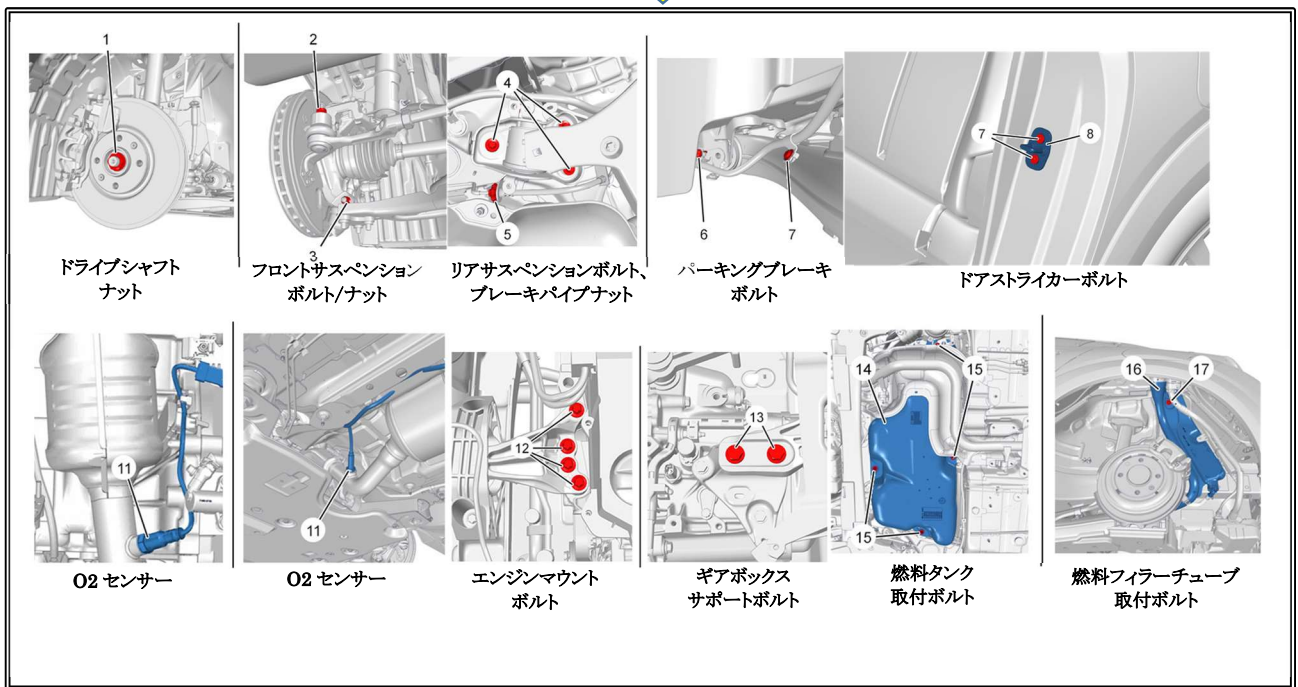 1
2
3
4
5
6
7
7
8
ドライブシャフト
ナット
フロントサスペンション
ボルト/ナット
リアサスペンションボルト、
ブレーキパイプナット
パーキングブレーキ
ボルト
ドアストライカーボルト
11
11
12
13
14
15
15
16
17
O2 センサー
O2 センサー
エンジンマウント
ボルト
ギアボックス
サポートボルト
燃料タンク
取付ボルト
燃料フィラーチューブ
取付ボルト